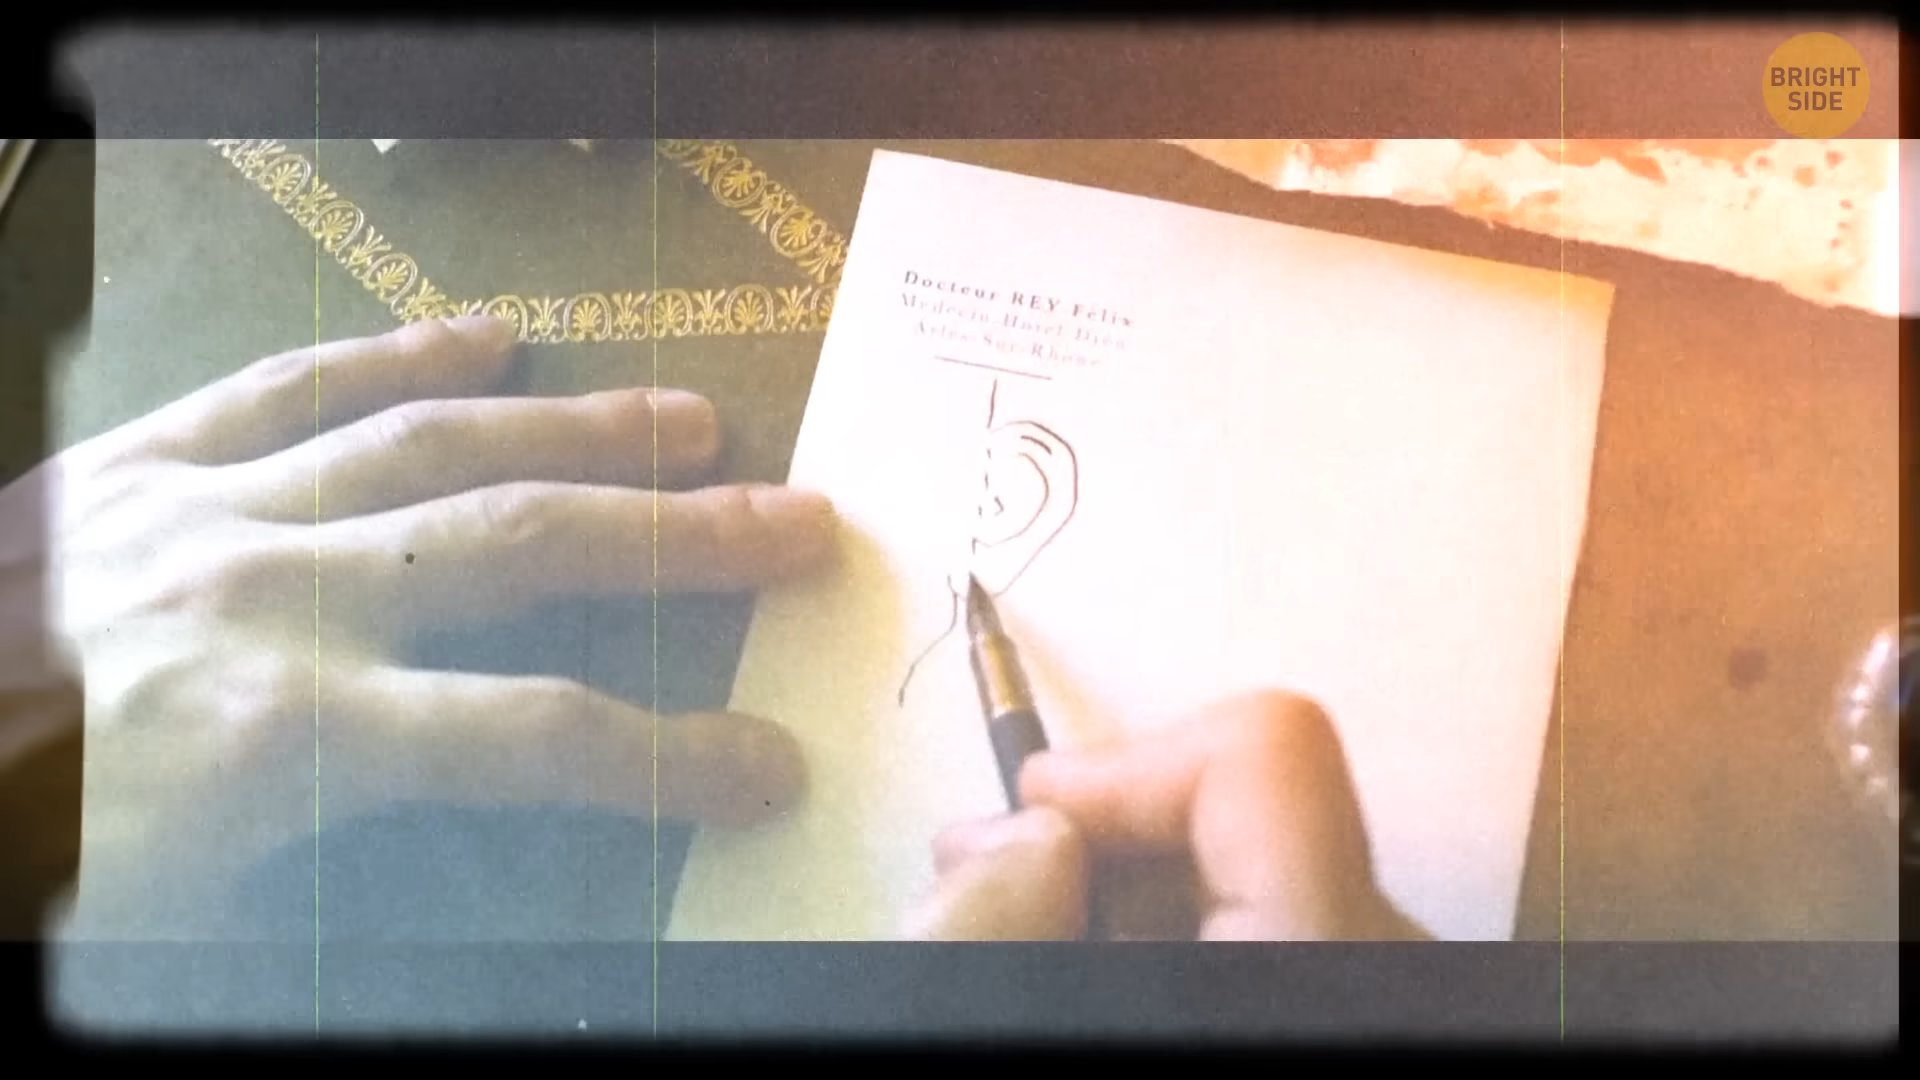 BRIGHT
SIDE
Docteur REY Félix
Médecin-Hôtel Dieu
Arles-Sur-Rhône